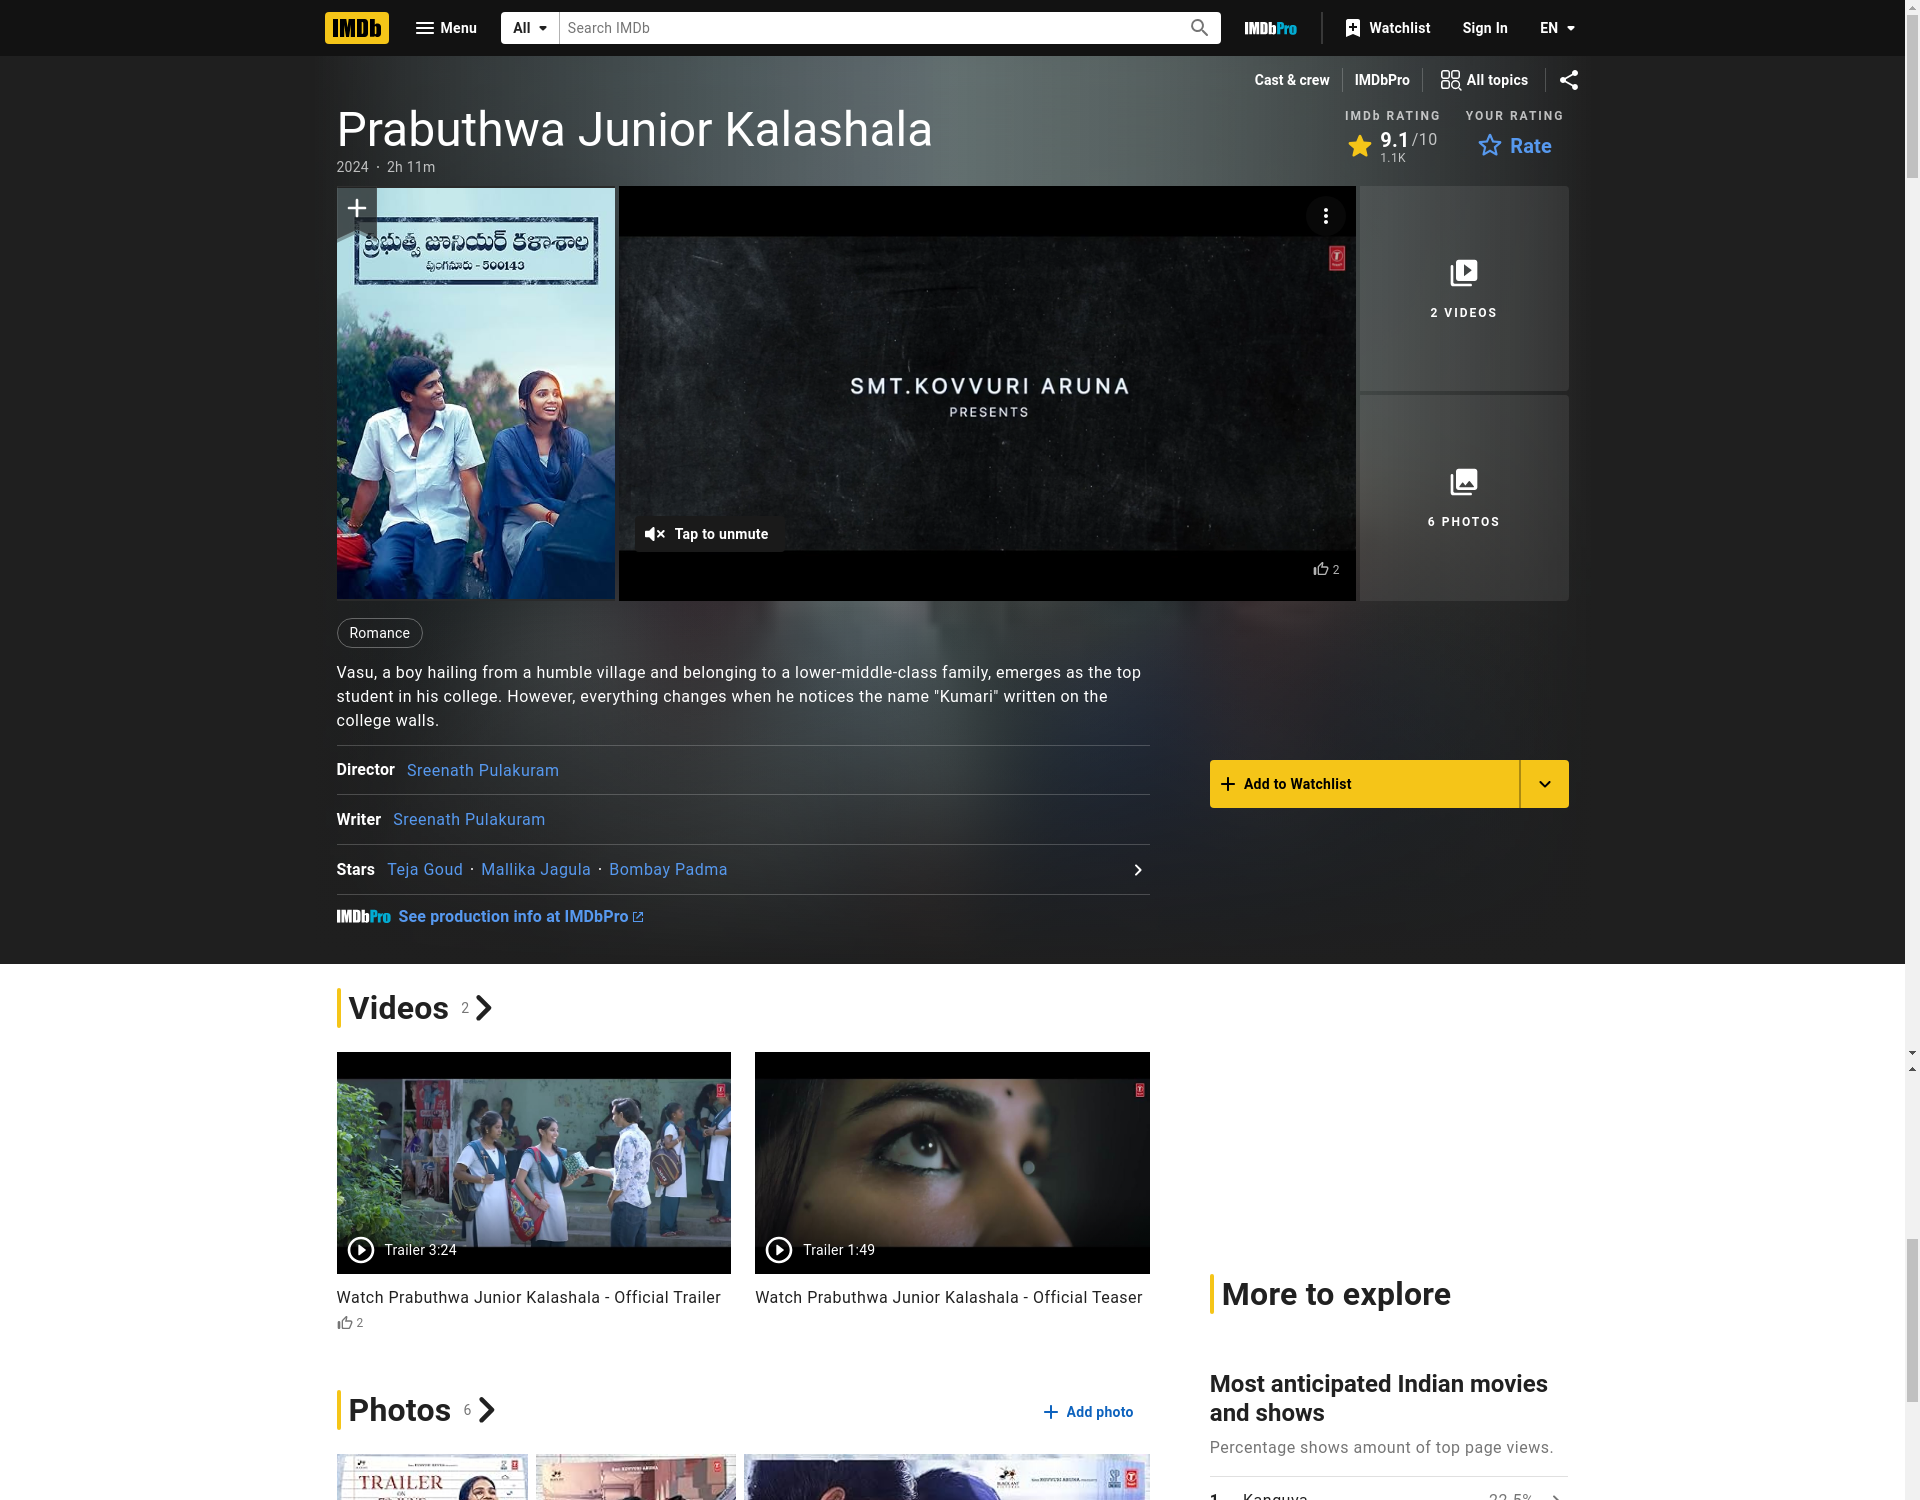 IMDb
Menu
All
Search IMDb
IMDbPro
Watchlist
Sign In
EN
Cast & crew
IMDbPro
All topics
Prabuthwa Junior Kalashala
2024 · 2h 11m
IMDb RATING
9.1/10
1.1K
YOUR RATING
Rate
ప్రభుత్వ జూనియర్ కళాశాల
పుంగనూరు - 500143
SMT.KOVVURI ARUNA
PRESENTS
Tap to unmute
2
2 VIDEOS
6 PHOTOS
Romance
Vasu, a boy hailing from a humble village and belonging to a lower-middle-class family, emerges as the top
student in his college. However, everything changes when he notices the name "Kumari" written on the
college walls.
Director Sreenath Pulakuram
Writer Sreenath Pulakuram
Stars Teja Goud · Mallika Jagula · Bombay Padma
IMDbPro See production info at IMDbPro
Add to Watchlist
Videos 2
Trailer 3:24
Watch Prabuthwa Junior Kalashala - Official Trailer
2
Trailer 1:49
Watch Prabuthwa Junior Kalashala - Official Teaser
Photos 6
Add photo
TRAILER
More to explore
Most anticipated Indian movies
and shows
Percentage shows amount of top page views.
1 Kanguva 22.5%